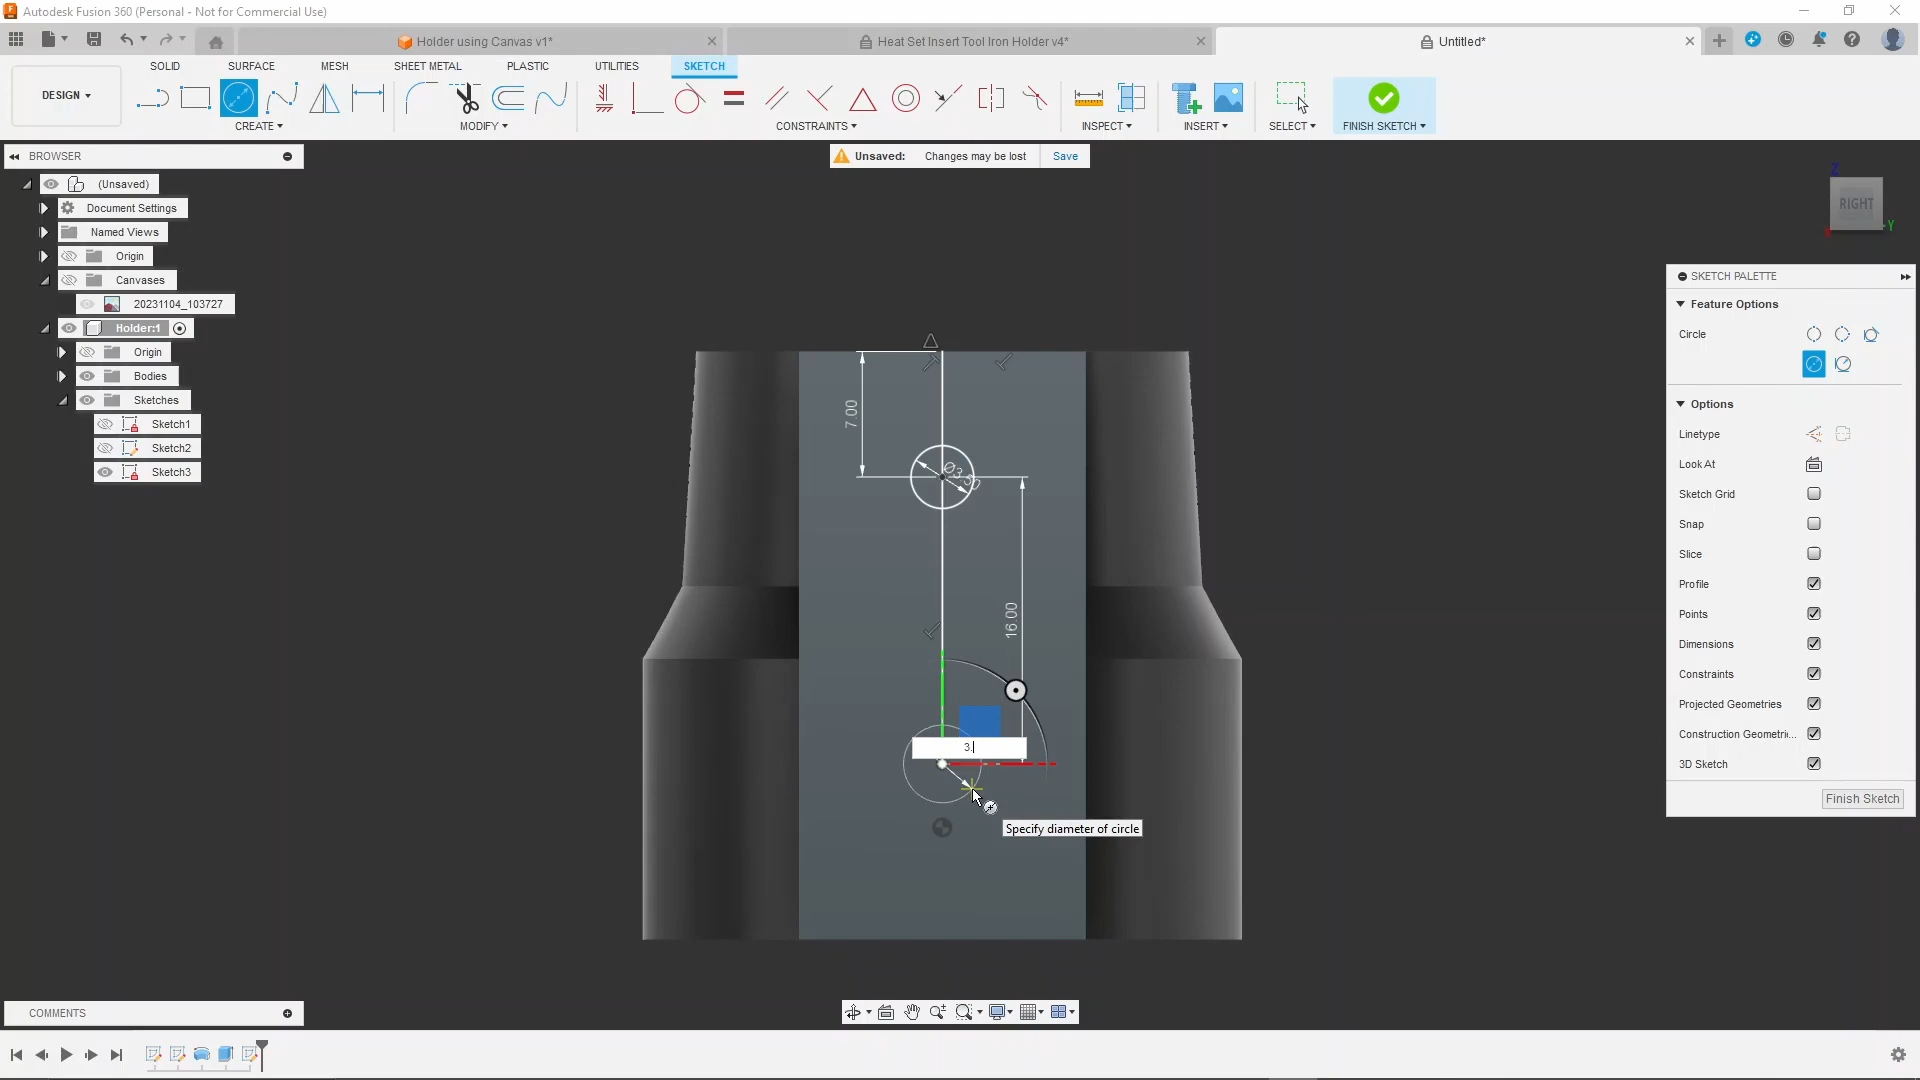 Autodesk Fusion 360 (Personal - Not for Commercial Use)
Holder using Canvas v1*
Heat Set Insert Tool Iron Holder v4*
Untitled*
DESIGN
SOLID
SURFACE
MESH
SHEET METAL
PLASTIC
UTILITIES
SKETCH
CREATE
MODIFY
CONSTRAINTS
INSPECT
INSERT
SELECT
FINISH SKETCH
BROWSER
Unsaved: Changes may be lost Save
(Unsaved)
Document Settings
Named Views
Origin
Canvases
20231104_103727
Holder:1
Origin
Bodies
Sketches
Sketch1
Sketch2
Sketch3
Z
RIGHT
-Y
7.00
Ø3.50
16.00
3.
Specify diameter of circle
SKETCH PALETTE
Feature Options
Circle
Options
Linetype
Look At
Sketch Grid
Snap
Slice
Profile
Points
Dimensions
Constraints
Projected Geometries
Construction Geometri...
3D Sketch
Finish Sketch
COMMENTS